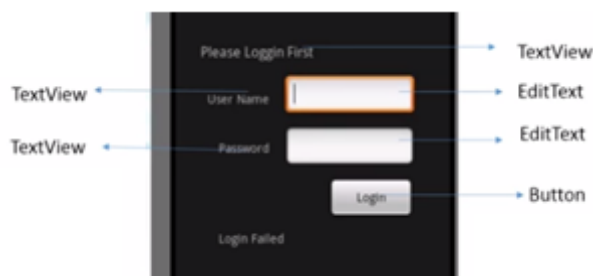 Please Loggin First TextView
TextView User Name EditText
TextView Password EditText
Login Button
Login Failed